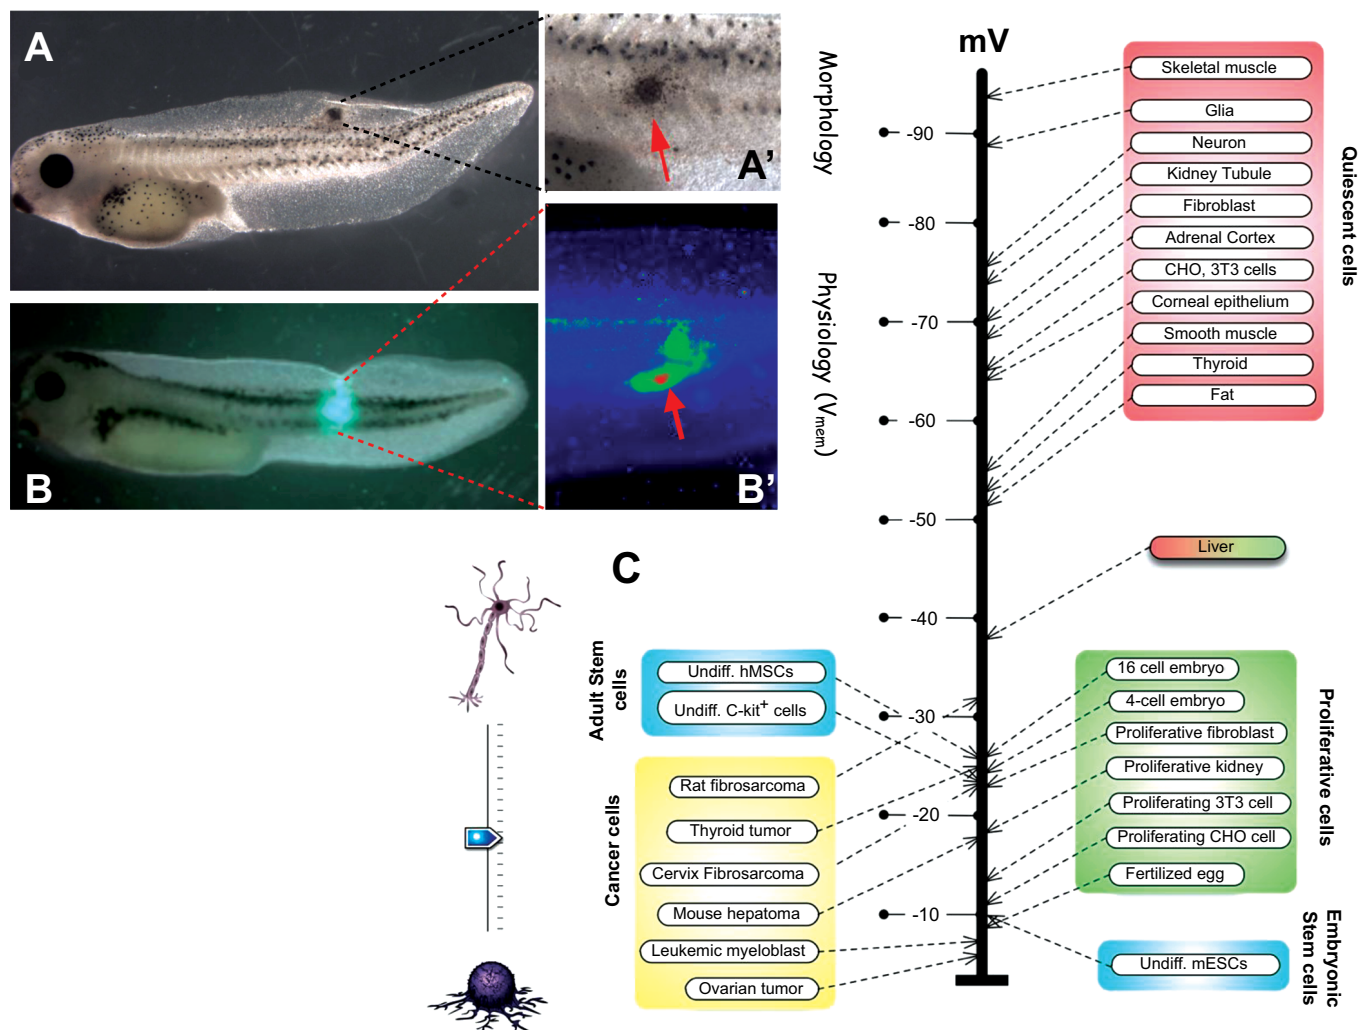 A
A'
B
B'
Morphology
Physiology (Vmem)
C
mV
-90
-80
-70
-60
-50
-40
-30
-20
-10
Skeletal muscle
Glia
Neuron
Kidney Tubule
Fibroblast
Adrenal Cortex
CHO, 3T3 cells
Corneal epithelium
Smooth muscle
Thyroid
Fat
Quiescent cells
Liver
Adult Stem
cells
Undiff. hMSCs
Undiff. C-kit+ cells
Cancer cells
Rat fibrosarcoma
Thyroid tumor
Cervix Fibrosarcoma
Mouse hepatoma
Leukemic myeloblast
Ovarian tumor
16 cell embryo
4-cell embryo
Proliferative fibroblast
Proliferative kidney
Proliferating 3T3 cell
Proliferating CHO cell
Fertilized egg
Proliferative cells
Undiff. mESCs
Embryonic
Stem cells